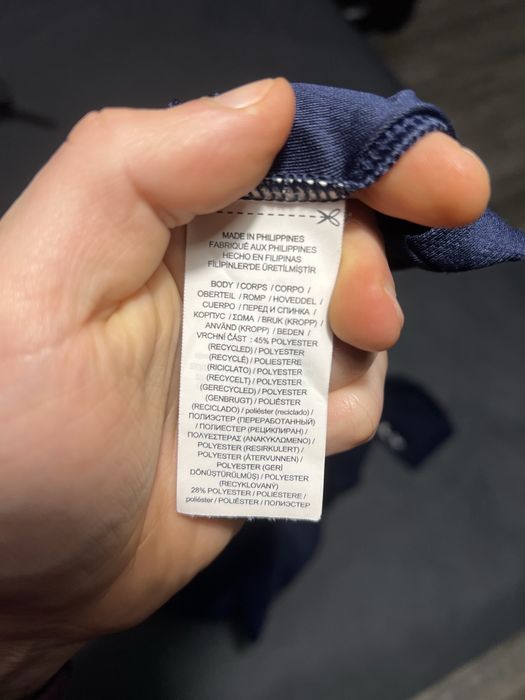 MADE IN PHILIPPINES
FABRIQUÉ AUX PHILIPPINES
HECHO EN FILIPINAS
FİLİPİNLER'DE ÜRETİLMİŞTİR
BODY / CORPS / CORPO /
OBERTEIL / ROMP / HOVEDDEL /
CUERPO / ПЕРЕД И СПИНКА /
KOPПУС / ΣΩΜΑ / BRUK (KROPP) /
ANVÄND (KROPP) / BEDEN /
VRCHNÍ ČÁST : 45% POLYESTER
(RECYCLED) / POLYESTER
(RECYCLÉ) / POLIESTERE
(RICICLATO) / POLYESTER
(RECYCELT) / POLYESTER
(GERECYCLED) / POLYESTER
(GENBRUGT) / POLIÉSTER
(RECICLADO) / poliéster (reciclado) /
ПОЛИЭСТЕР (ПЕРЕРАБОТАННЫЙ)
/ ПОЛИЕСТЕР (РЕЦИКЛИРАН) /
ΠΟΛΥΕΣΤΕΡΑΣ (ΑΝΑΚΥΚΛΩΜΕΝΟ) /
POLYESTER (RESIRKULERT) /
POLYESTER (ÅTERVUNNEN) /
POLYESTER (GERİ
DÖNÜŞTÜRÜLMÜŞ) / POLYESTER
(RECYKLOVANÝ)
28% POLYESTER / POLIESTERE /
poliéster / POLYESTER / ПОЛИЭСТЕР